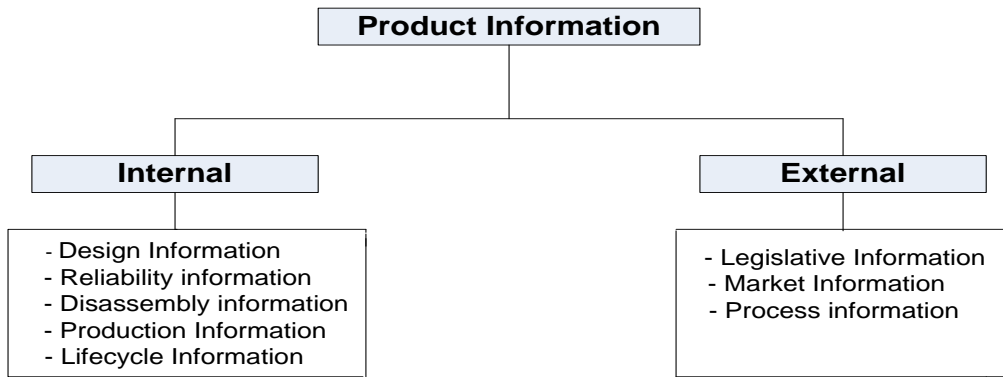 Product Information
Internal
External
- Design Information
- Reliability information
- Disassembly information
- Production Information
- Lifecycle Information
- Legislative Information
- Market Information
- Process information